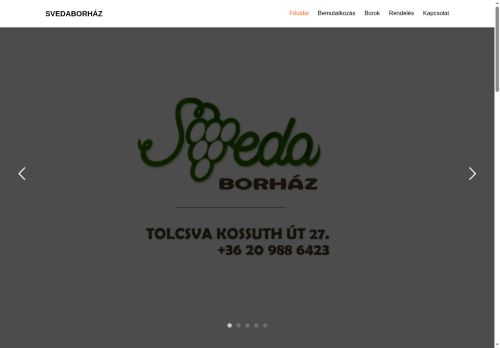 SVEDABORHÁZ
Főoldal Bemutatkozás Borok Rendelés Kapcsolat
Sveda
BORHÁZ
TOLCSVA KOSSUTH ÚT 27.
+36 20 988 6423